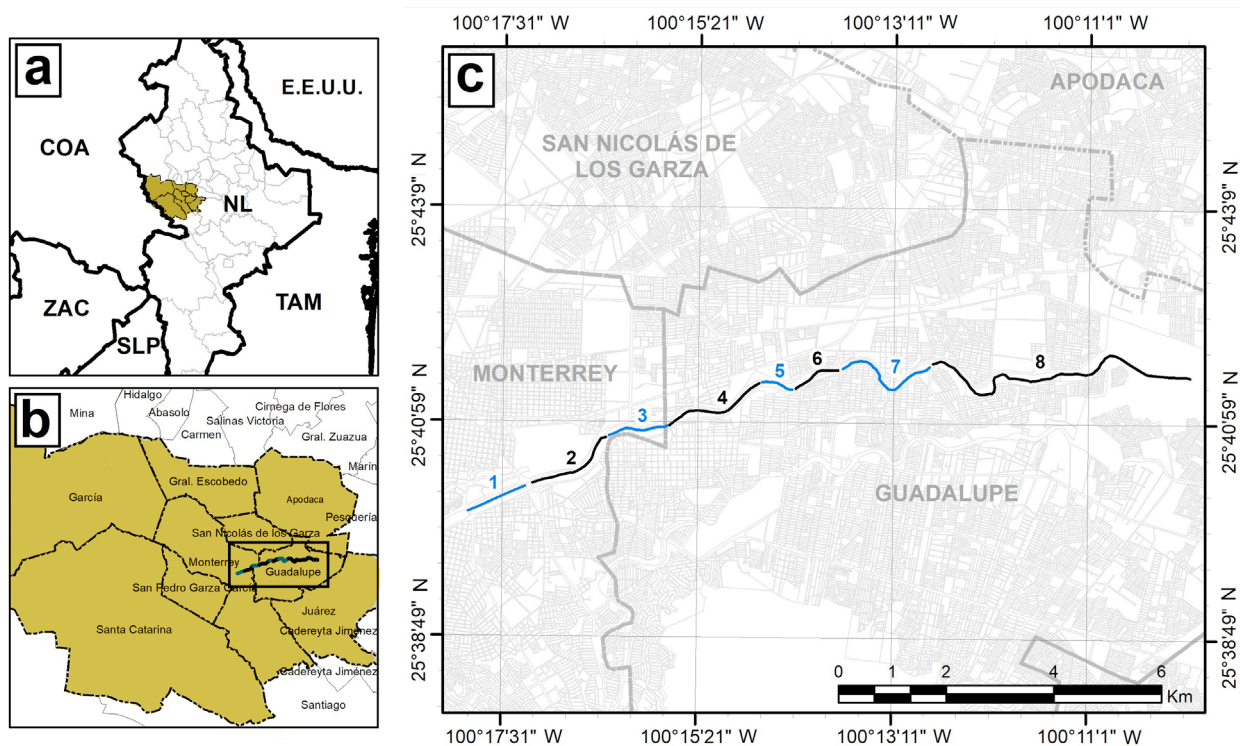 a
E.E.U.U.
COA
NL
ZAC
TAM
SLP
b
Hidalgo
Mina
Abasolo
Ciénega de Flores
Salinas Victoria
Carmen
Gral. Zuazua
Marín
García
Gral. Escobedo
Apodaca
Pesquería
San Nicolás de los Garza
Monterrey
Guadalupe
San Pedro Garza García
Juárez
Santa Catarina
Cadereyta Jiménez
Cadereyta Jiménez
Santiago
100°17'31" W
100°15'21" W
100°13'11" W
100°11'1" W
c
APODACA
SAN NICOLÁS DE
LOS GARZA
25°43'9" N
25°43'9" N
MONTERREY
1
2
3
4
5
6
7
8
25°40'59" N
25°40'59" N
GUADALUPE
25°38'49" N
25°38'49" N
0
1
2
4
6
Km
100°17'31" W
100°15'21" W
100°13'11" W
100°11'1" W